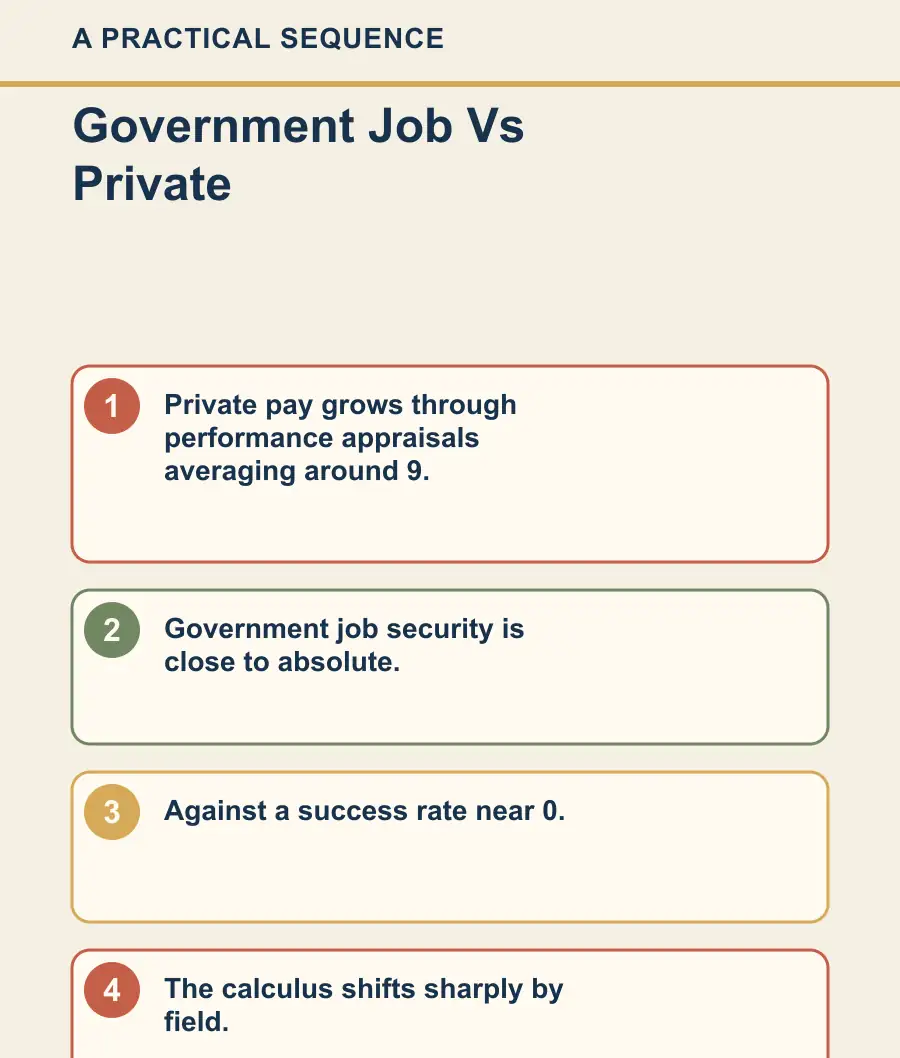 A PRACTICAL SEQUENCE
Government Job Vs
Private
1
Private pay grows through
performance appraisals
averaging around 9.
2
Government job security is
close to absolute.
3
Against a success rate near 0.
4
The calculus shifts sharply by
field.